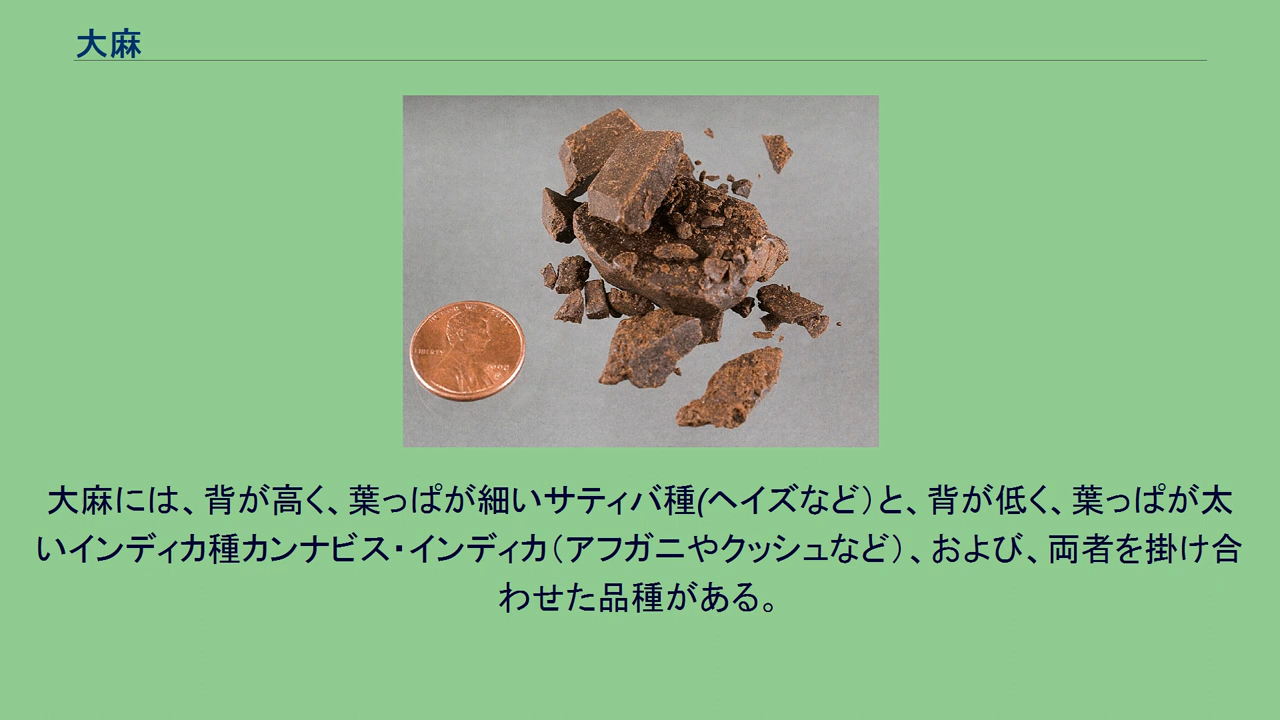 大麻
LIBERTY
大麻には、背が高く、葉っぱが細いサティバ種(ヘイズなど）と、背が低く、葉っぱが太
いインディカ種カンナビス・インディカ（アフガニやクッシュなど）、および、両者を掛け合
わせた品種がある。